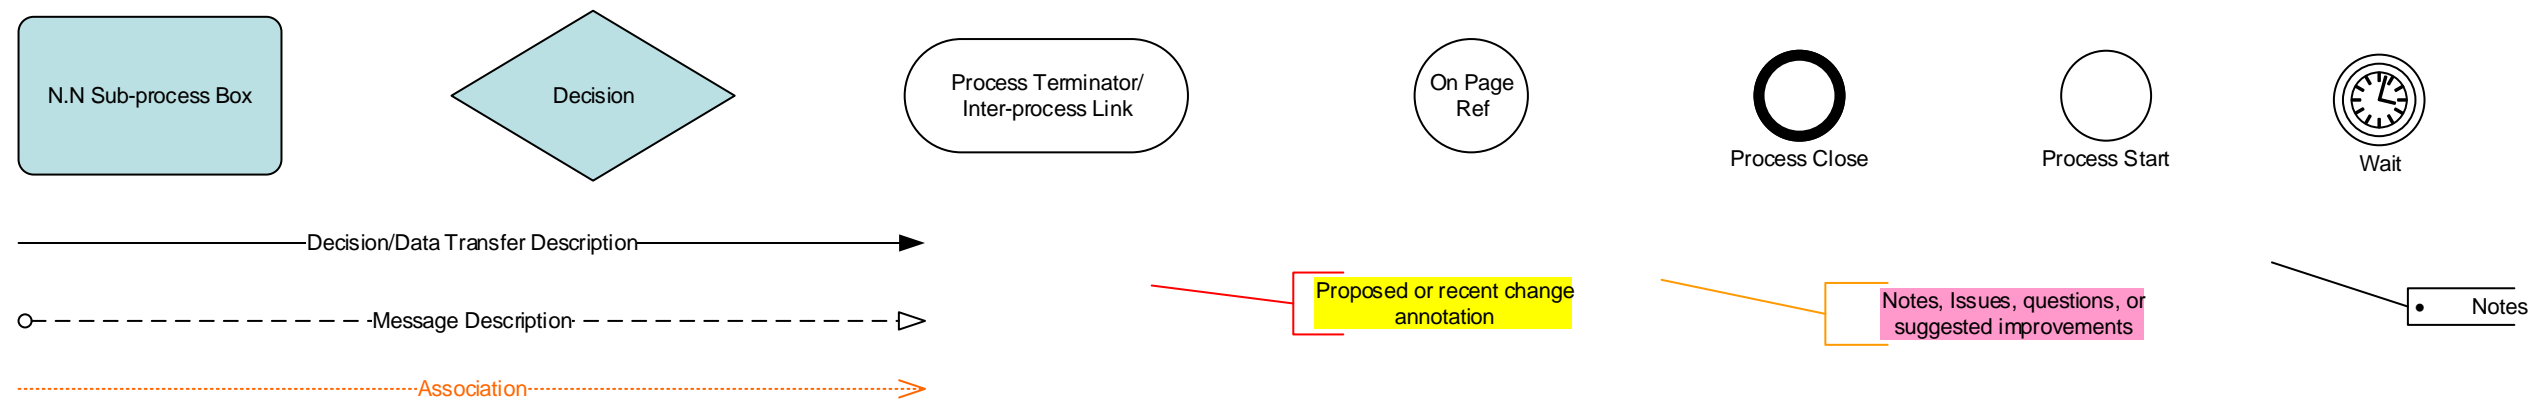 N.N Sub-process Box
Decision
Process Terminator/
Inter-process Link
On Page
Ref
Process Close
Process Start
Wait
Decision/Data Transfer Description
Message Description
Association
Proposed or recent change
annotation
Notes, Issues, questions, or
suggested improvements
• Notes